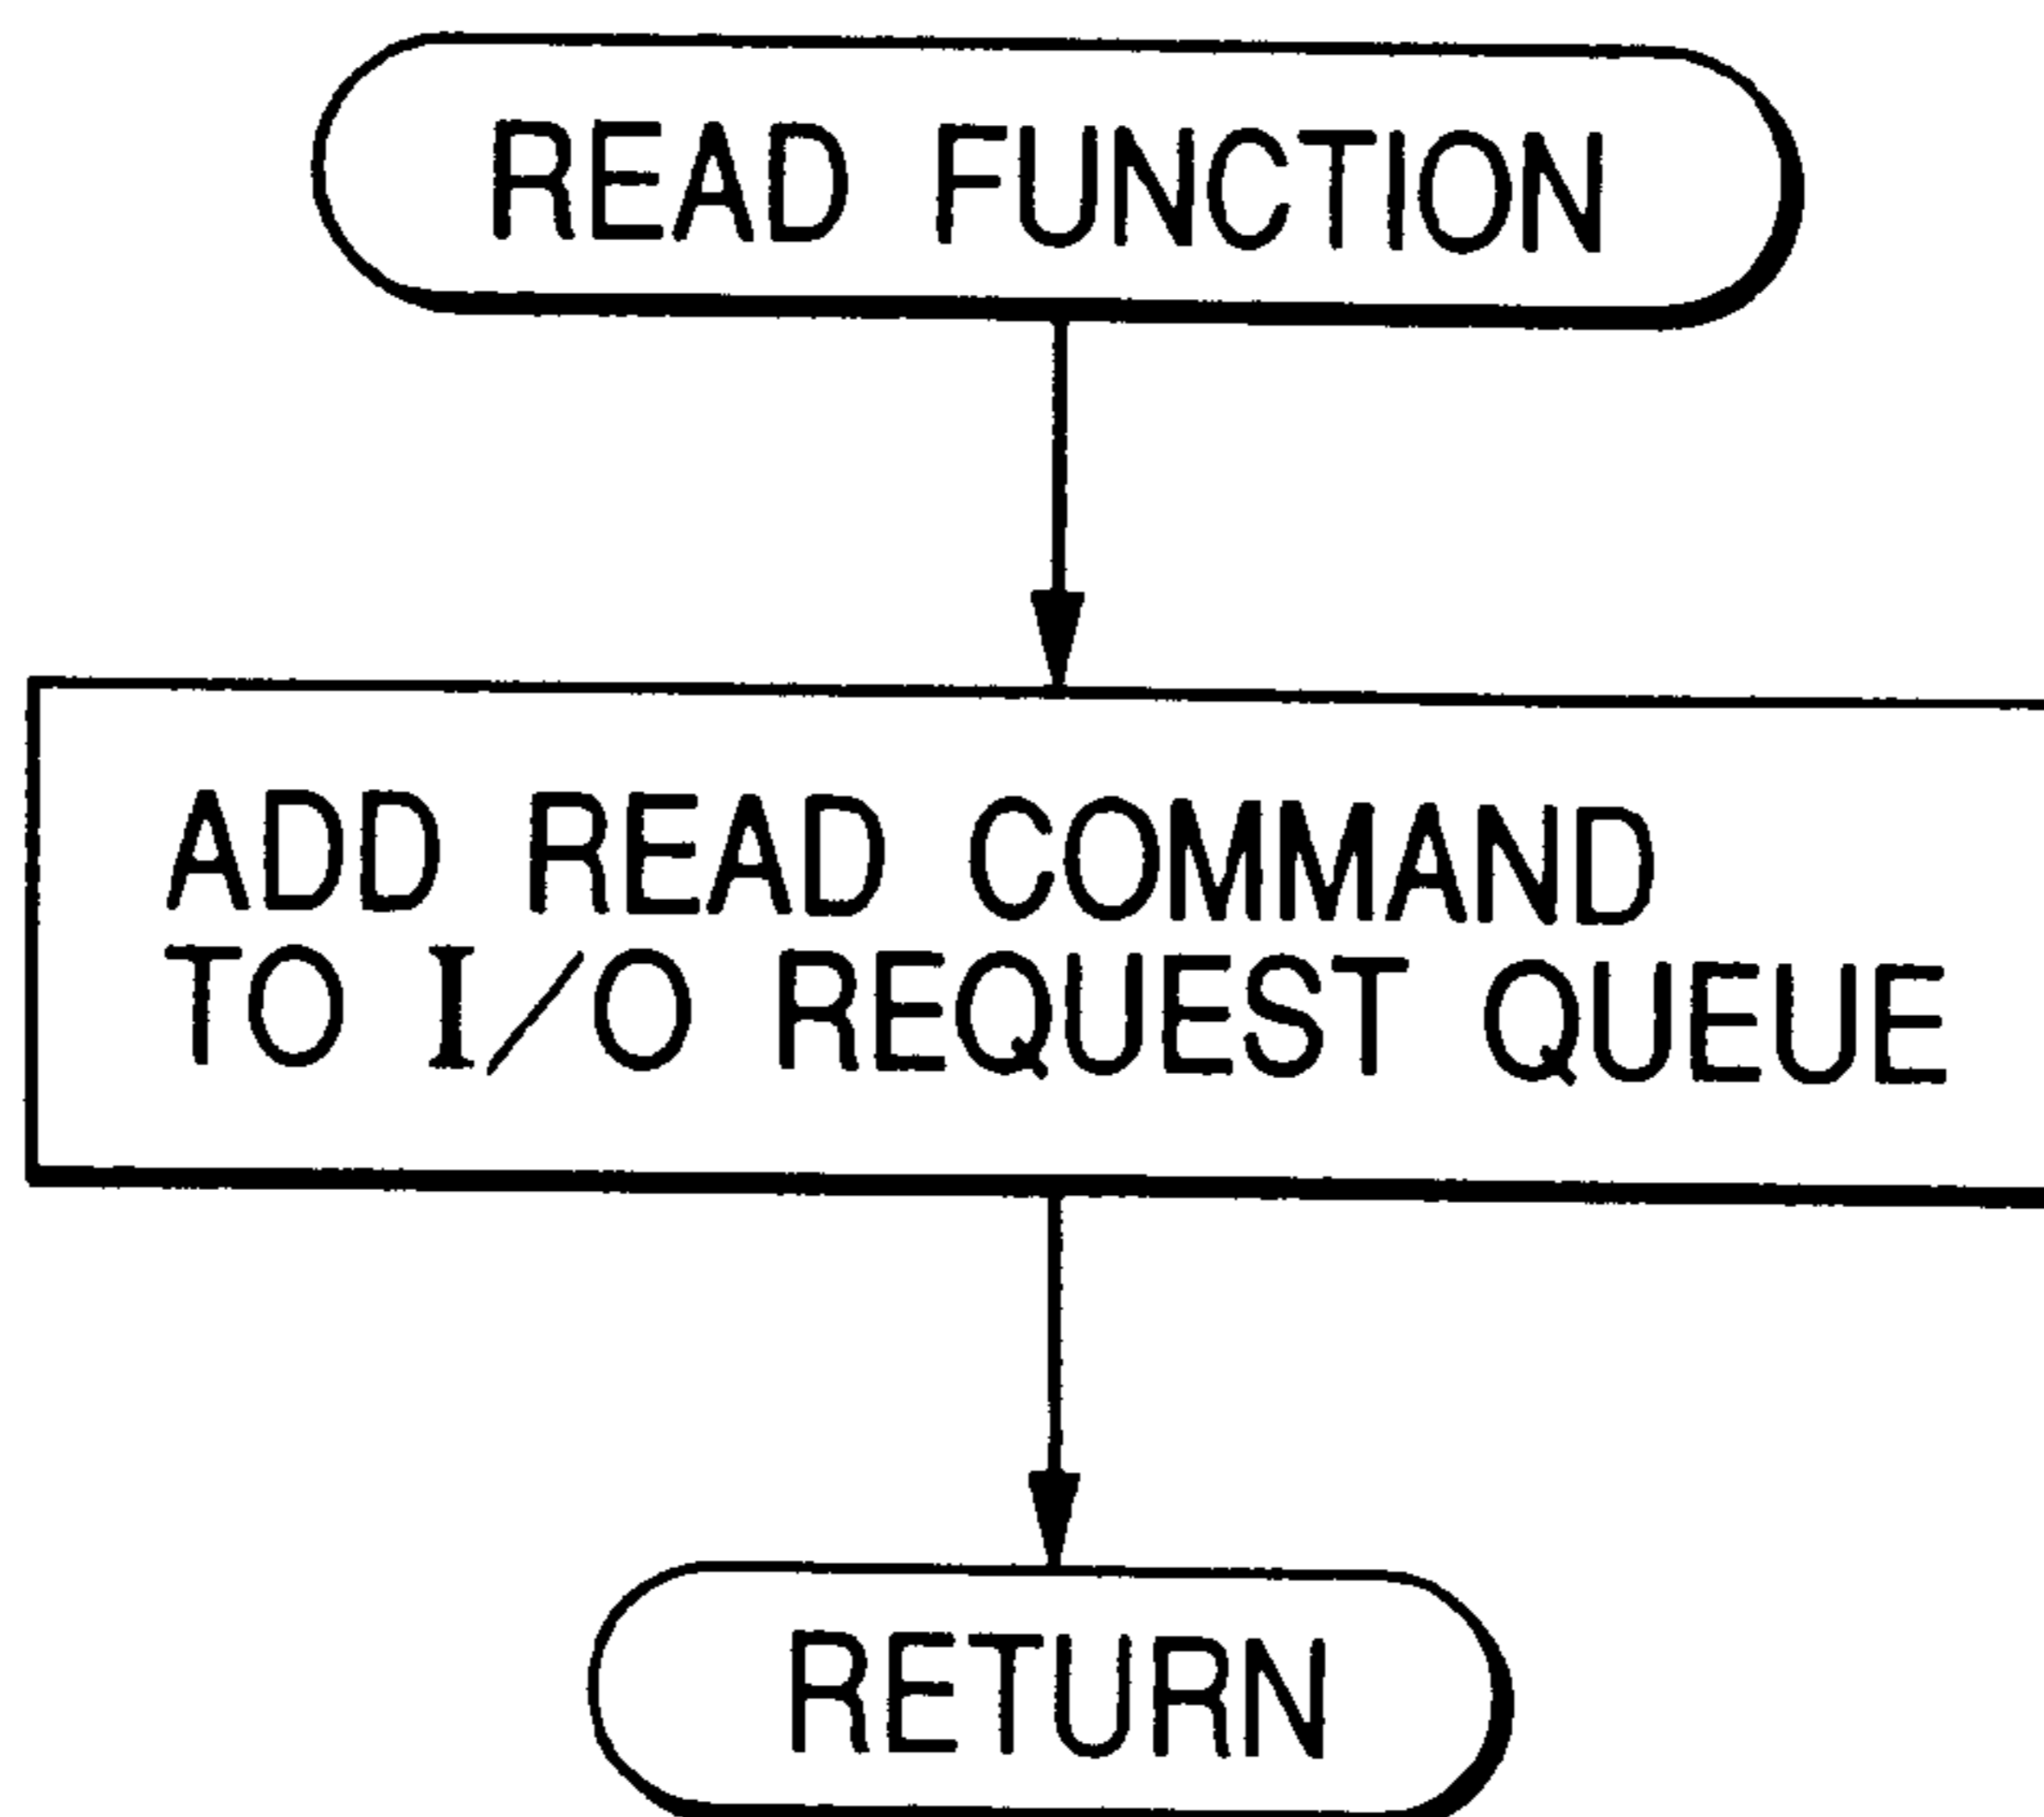 READ FUNCTION
ADD READ COMMAND
TO I/O REQUEST QUEUE
RETURN